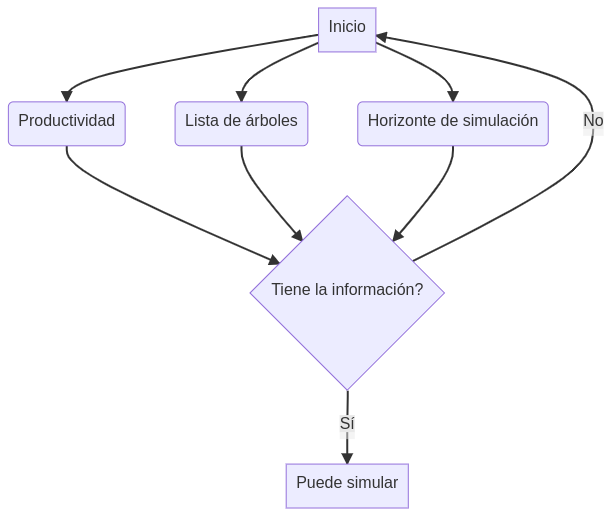 Inicio
Productividad
Lista de árboles
Horizonte de simulación
No
Tiene la información?
Sí
Puede simular